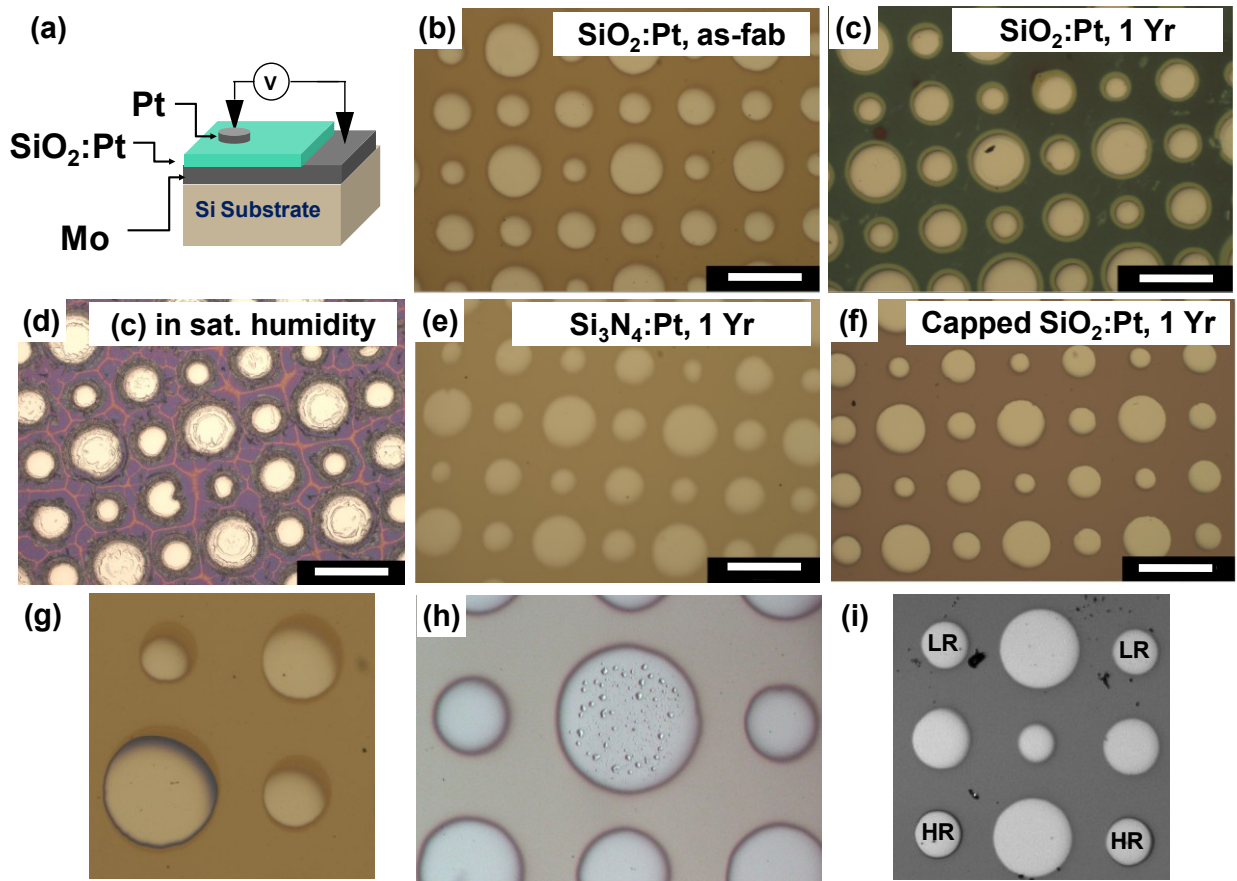 (a)
V
Pt
SiO₂:Pt
Mo
Si Substrate
(b)
SiO₂:Pt, as-fab
(c)
SiO₂:Pt, 1 Yr
(d)
(c) in sat. humidity
(e)
Si₃N₄:Pt, 1 Yr
(f)
Capped SiO₂:Pt, 1 Yr
(g)
(h)
(i)
LR
LR
HR
HR